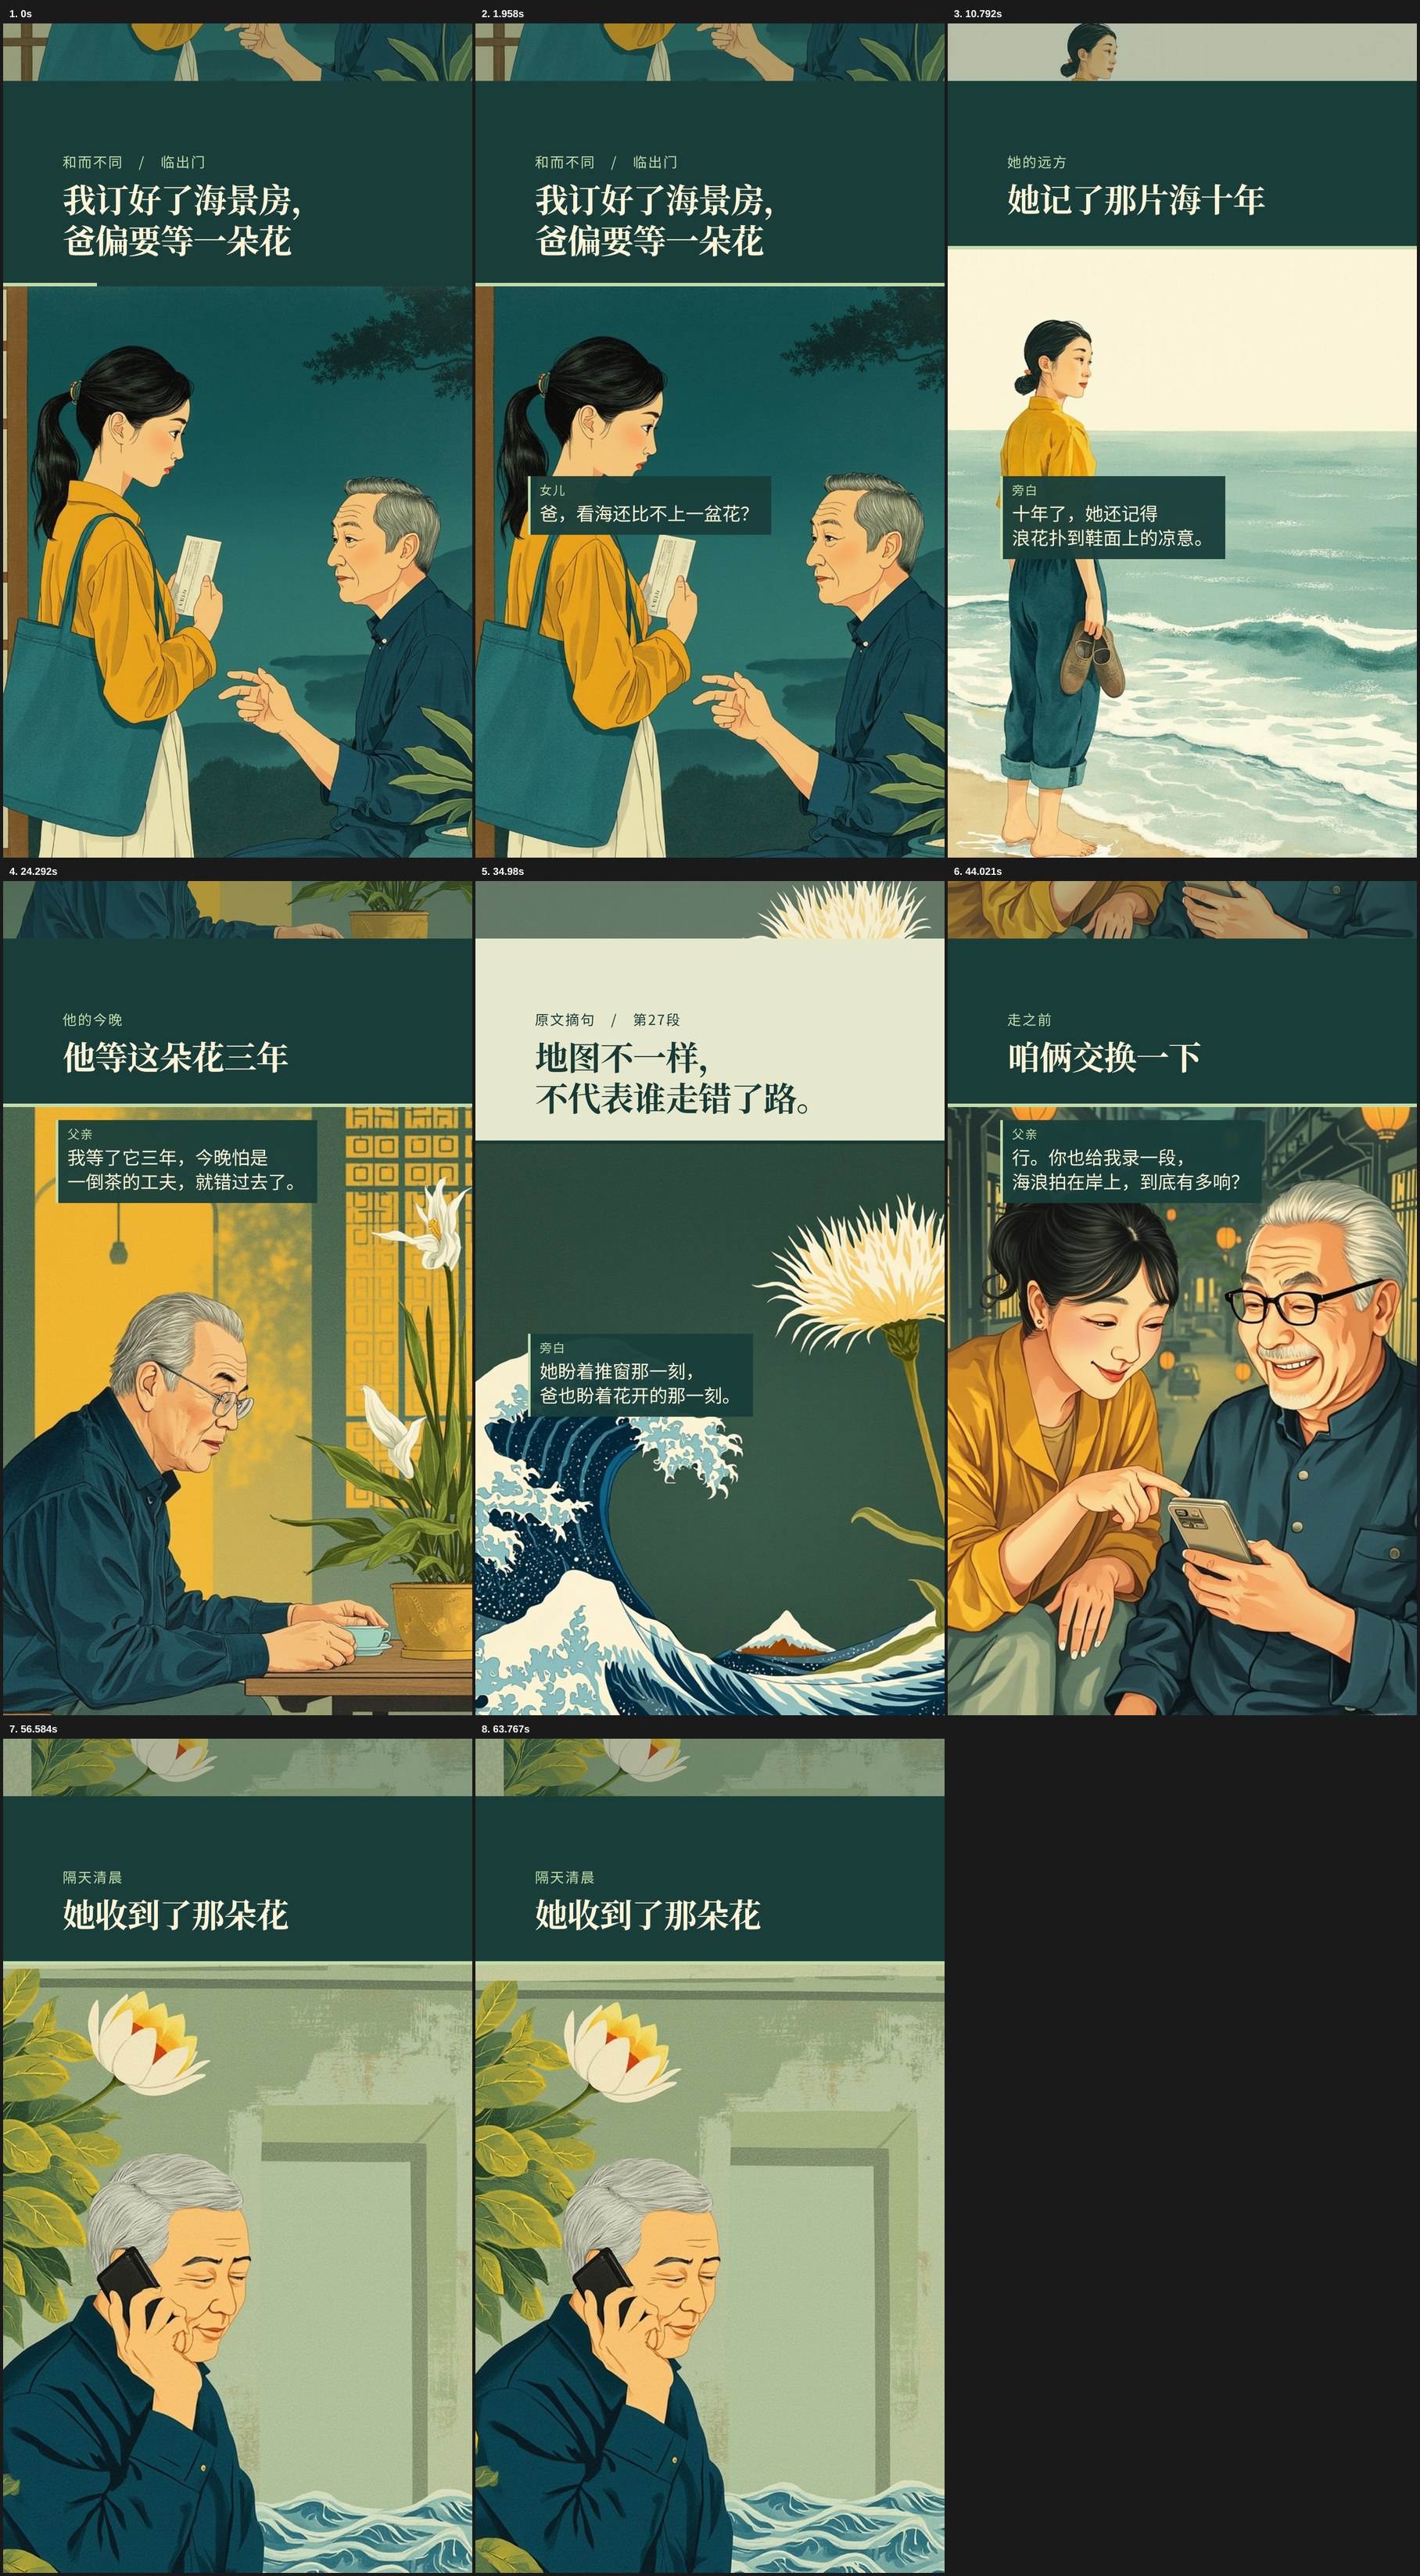 1. 0s
和而不同 / 临出门
我订好了海景房,
爸偏要等一朵花
2. 1.958s
和而不同 / 临出门
我订好了海景房,
爸偏要等一朵花
女儿
爸，看海还比不上一盆花？
3. 10.792s
她的远方
她记了那片海十年
旁白
十年了，她还记得
浪花扑到鞋面上的凉意。
4. 24.292s
他的今晚
他等这朵花三年
父亲
我等了它三年，今晚怕是
一倒茶的工夫，就错过去了。
5. 34.98s
原文摘句 / 第27段
地图不一样,
不代表谁走错了路。
旁白
她盼着推窗那一刻，
爸也盼着花开的那一刻。
6. 44.021s
走之前
咱俩交换一下
父亲
行。你也给我录一段，
海浪拍在岸上，到底有多响？
7. 56.584s
隔天清晨
她收到了那朵花
8. 63.767s
隔天清晨
她收到了那朵花